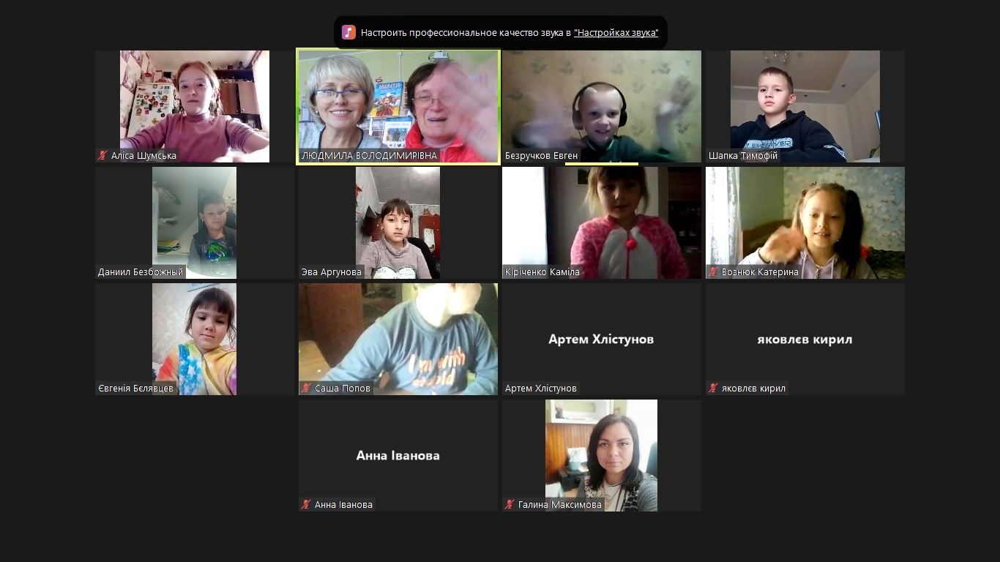 Настроить профессиональное качество звука в "Настройках звука"
Аліса Шумська
ЛЮДМИЛА ВОЛОДИМИРІВНА
Безручков Евген
Шапка Тимофій
Даниил Безбожный
Эва Аргунова
Кіріченко Каміла
Вознюк Катерина
Євгенія Бєлявцев
I'm with
stupid
Саша Попов
Артем Хлістунов
Артем Хлістунов
яковлєв кирил
яковлєв кирил
Анна Іванова
Анна Іванова
Галина Максимова